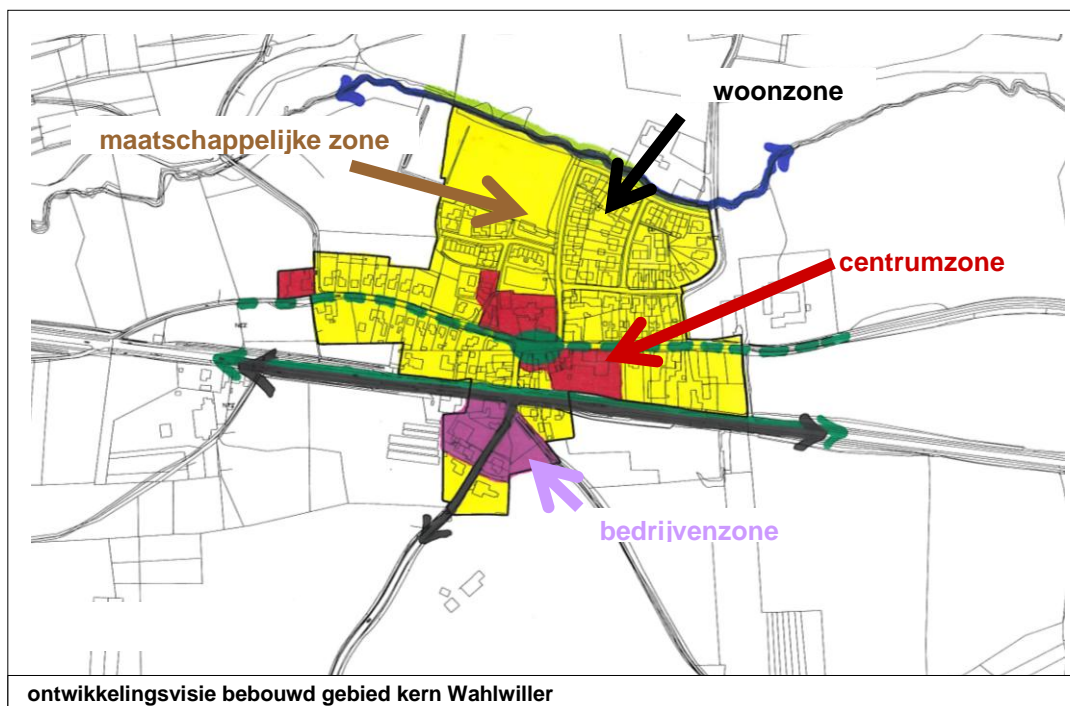 woonzone
maatschappelijke zone
centrumzone
bedrijvenzone
ontwikkelingsvisie bebouwd gebied kern Wahlwiller